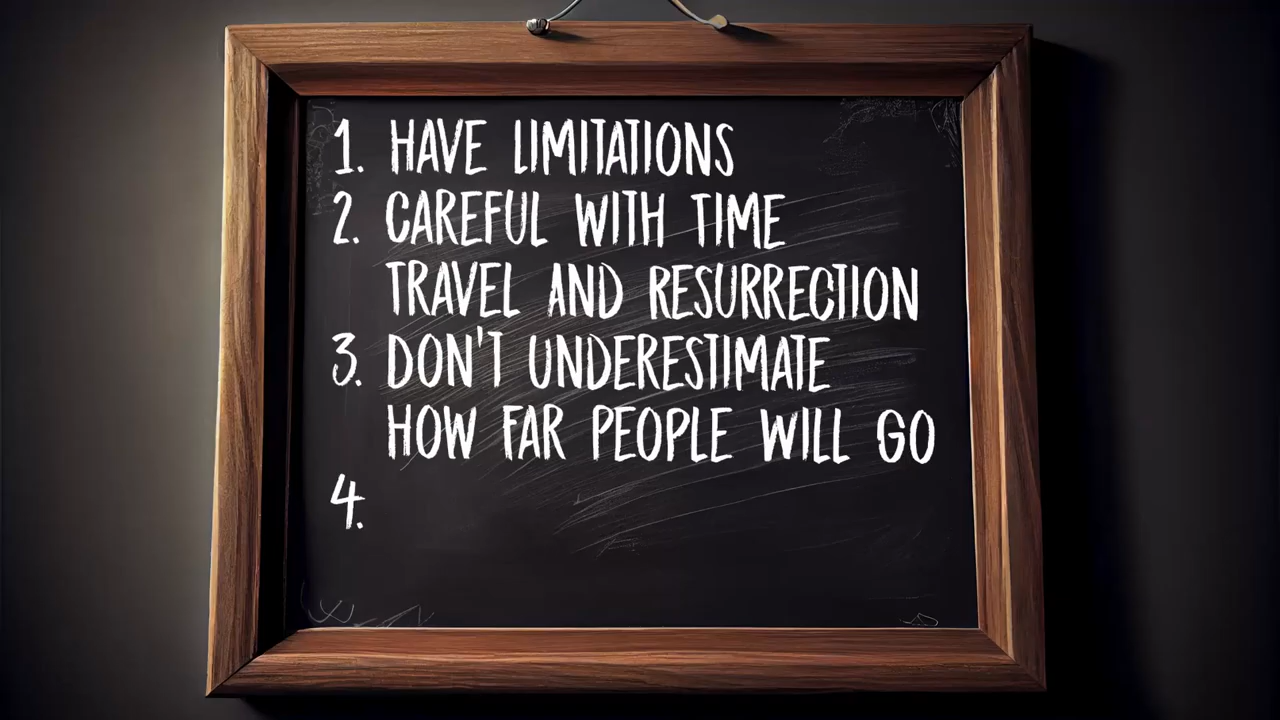 1. HAVE LIMITATIONS
2. CAREFUL WITH TIME
TRAVEL AND RESURRECTION
3. DON'T UNDERESTIMATE
HOW FAR PEOPLE WILL GO
4.